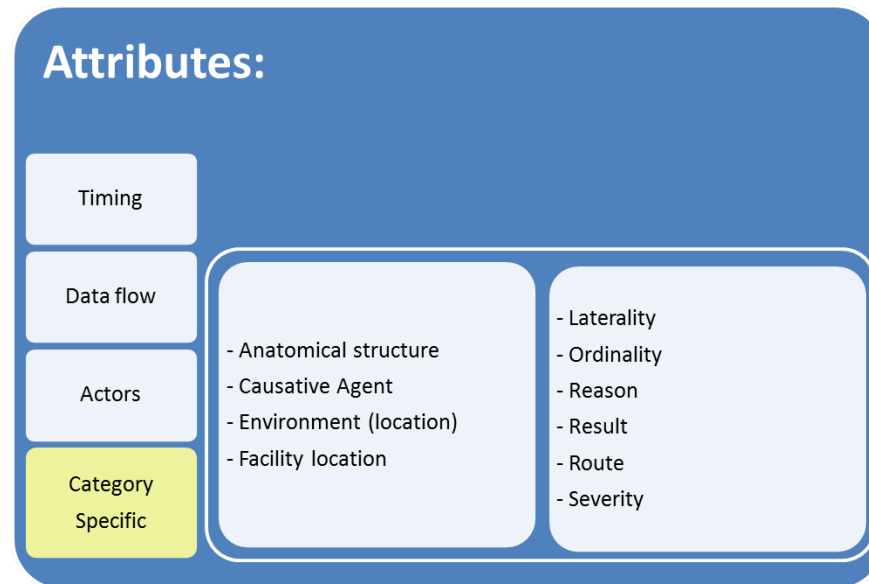 Attributes:
Timing
Data flow
Actors
Category
Specific
- Anatomical structure
- Causative Agent
- Environment (location)
- Facility location
- Laterality
- Ordinality
- Reason
- Result
- Route
- Severity